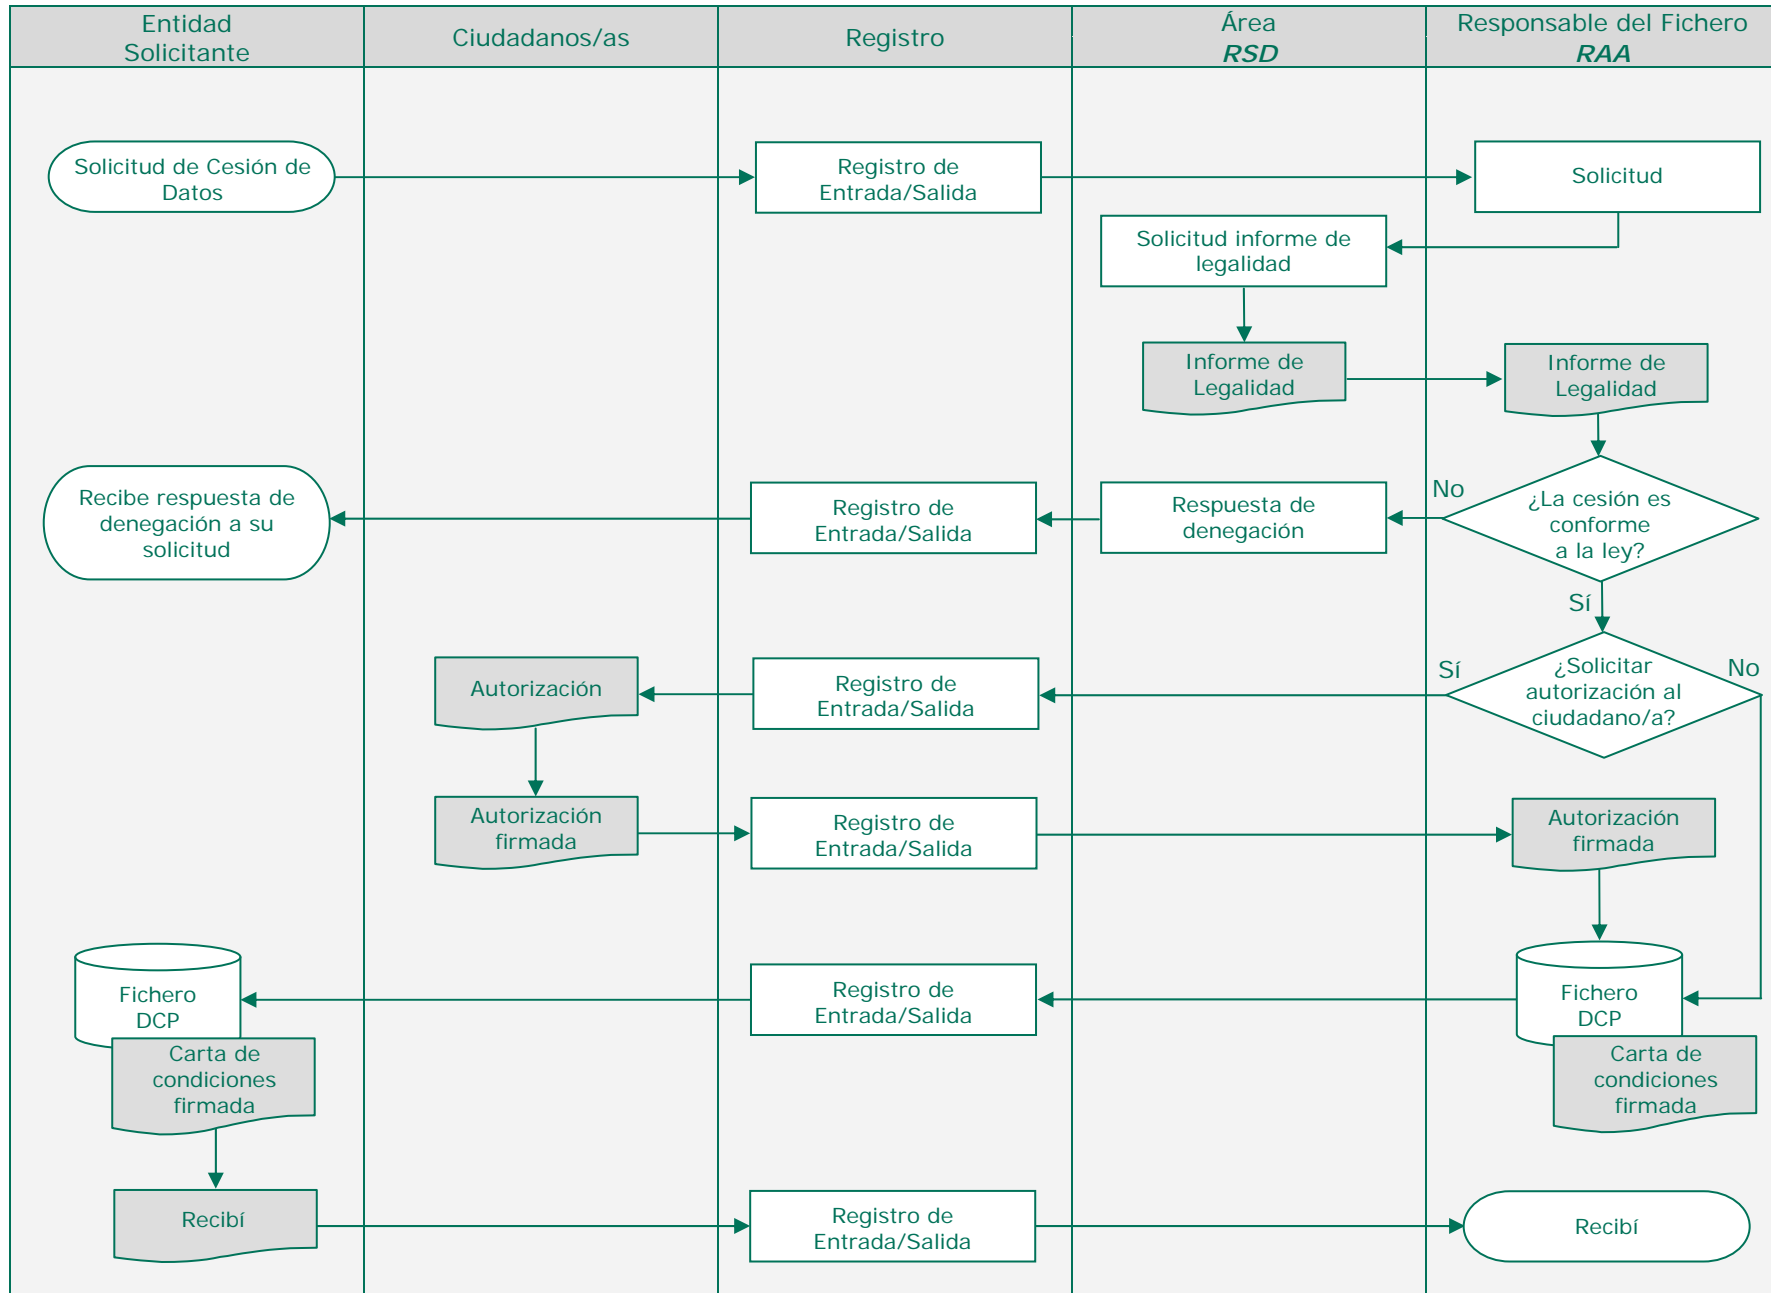 Entidad
Solicitante
Ciudadanos/as
Registro
Área
RSD
Responsable del Fichero
RAA
Solicitud de Cesión de
Datos
Registro de
Entrada/Salida
Solicitud
Solicitud informe de
legalidad
Informe de
Legalidad
Informe de
Legalidad
Recibe respuesta de
denegación a su
solicitud
Registro de
Entrada/Salida
Respuesta de
denegación
No
¿La cesión es
conforme
a la ley?
Sí
Autorización
Registro de
Entrada/Salida
Sí
¿Solicitar
autorización al
ciudadano/a?
No
Autorización
firmada
Registro de
Entrada/Salida
Autorización
firmada
Fichero
DCP
Registro de
Entrada/Salida
Fichero
DCP
Carta de
condiciones
firmada
Carta de
condiciones
firmada
Recibí
Registro de
Entrada/Salida
Recibí